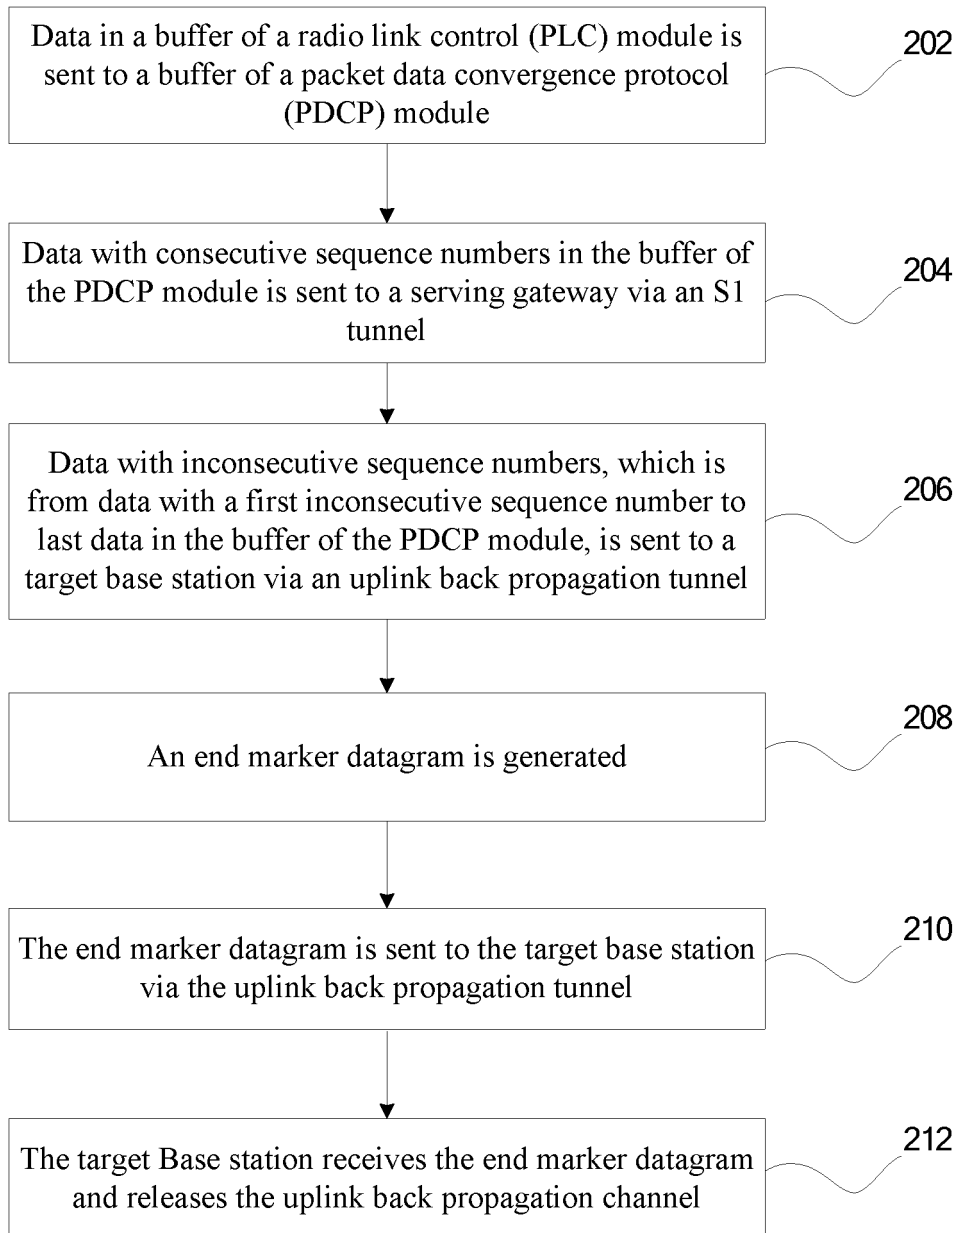 Data in a buffer of a radio link control (PLC) module is
sent to a buffer of a packet data convergence protocol
(PDCP) module
202
Data with consecutive sequence numbers in the buffer of
the PDCP module is sent to a serving gateway via an S1
tunnel
204
Data with inconsecutive sequence numbers, which is
from data with a first inconsecutive sequence number to
last data in the buffer of the PDCP module, is sent to a
target base station via an uplink back propagation tunnel
206
An end marker datagram is generated
208
The end marker datagram is sent to the target base station
via the uplink back propagation tunnel
210
The target Base station receives the end marker datagram
and releases the uplink back propagation channel
212